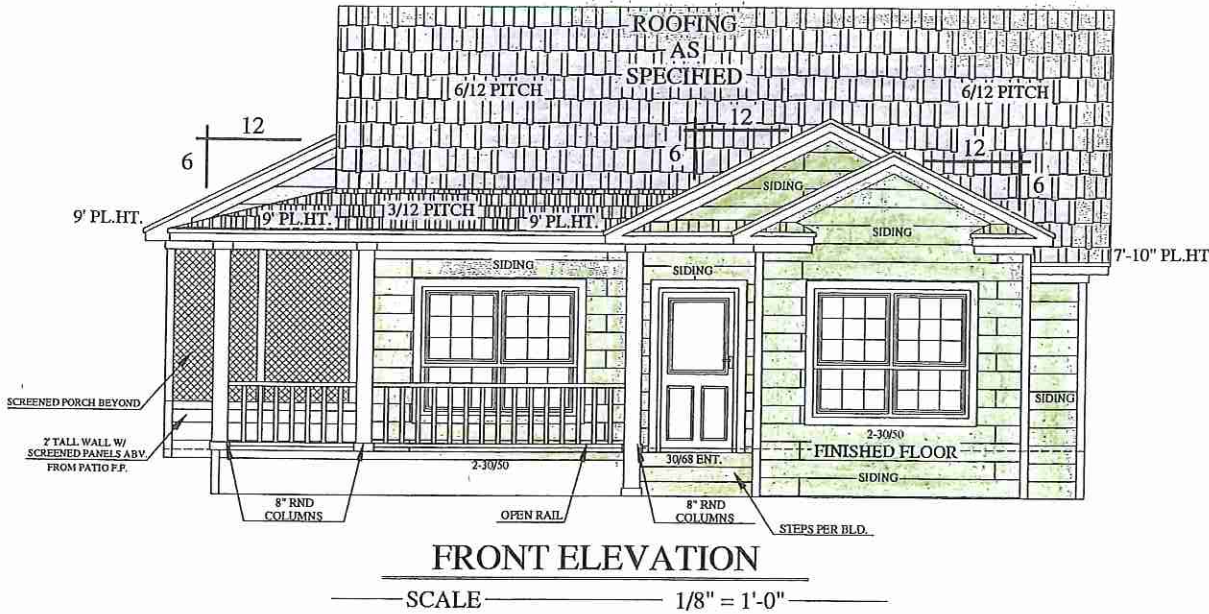 ROOFING
AS
SPECIFIED
6/12 PITCH
6/12 PITCH
12
6
12
6
12
6
SIDING
9' PL.HT.
9' PL.HT.
3/12 PITCH
9' PL.HT.
SIDING
7'-10" PL.HT
SIDING
SIDING
SCREENED PORCH BEYOND
SIDING
SIDING
2' TALL WALL W/
SCREENED PANELS ABV.
FROM PATIO F.P.
2-30/50
FINISHED FLOOR
2-30/50
30/68 ENT.
SIDING
8" RND
COLUMNS
OPEN RAIL
8" RND
COLUMNS
STEPS PER BLD.
FRONT ELEVATION
SCALE 1/8" = 1'-0"